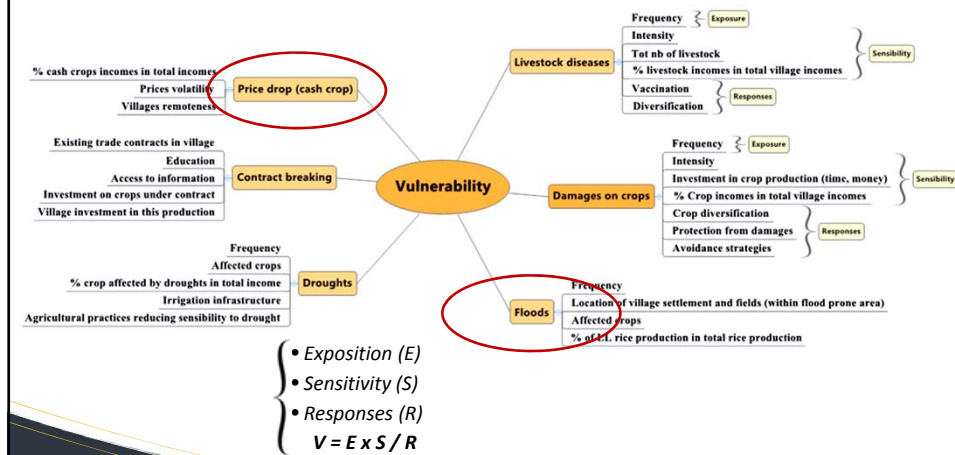 Vulnerability
Price drop (cash crop)
% cash crops incomes in total incomes
Prices volatility
Villages remoteness
Contract breaking
Existing trade contracts in village
Education
Access to information
Investment on crops under contract
Village investment in this production
Droughts
Frequency
Affected crops
% crop affected by droughts in total income
Irrigation infrastructure
Agricultural practices reducing sensibility to drought
Livestock diseases
Frequency
Exposure
Intensity
Tot nb of livestock
% livestock incomes in total village incomes
Sensibility
Vaccination
Diversification
Responses
Damages on crops
Frequency
Exposure
Intensity
Investment in crop production (time, money)
% Crop incomes in total village incomes
Sensibility
Crop diversification
Protection from damages
Avoidance strategies
Responses
Floods
Frequency
Location of village settlement and fields (within flood prone area)
Affected crops
% of LL rice production in total rice production
• Exposition (E)
• Sensitivity (S)
• Responses (R)
V = E x S / R